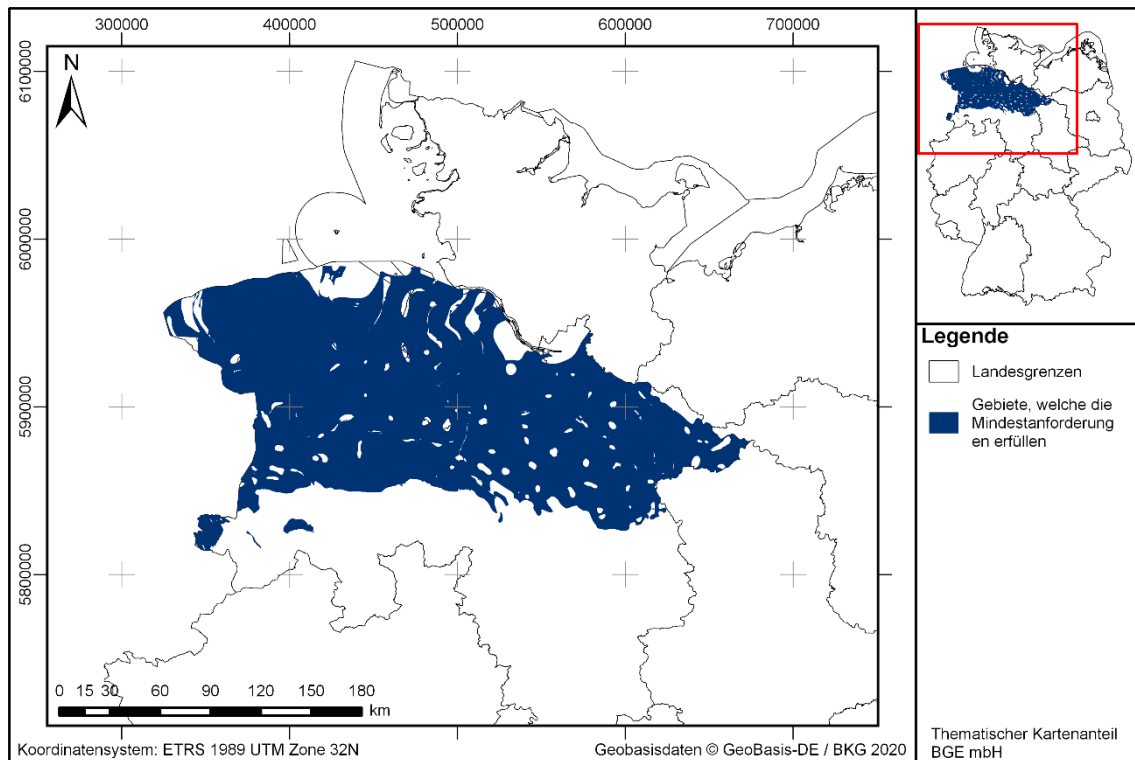 300000 400000 500000 600000 700000
6100000
6000000
5900000
5800000
N
0 15 30 60 90 120 150 180
km
Koordinatensystem: ETRS 1989 UTM Zone 32N
Geobasisdaten © GeoBasis-DE / BKG 2020
Legende
Landesgrenzen
Gebiete, welche die
Mindestanforderung
en erfüllen
Thematischer Kartenanteil
BGE mbH